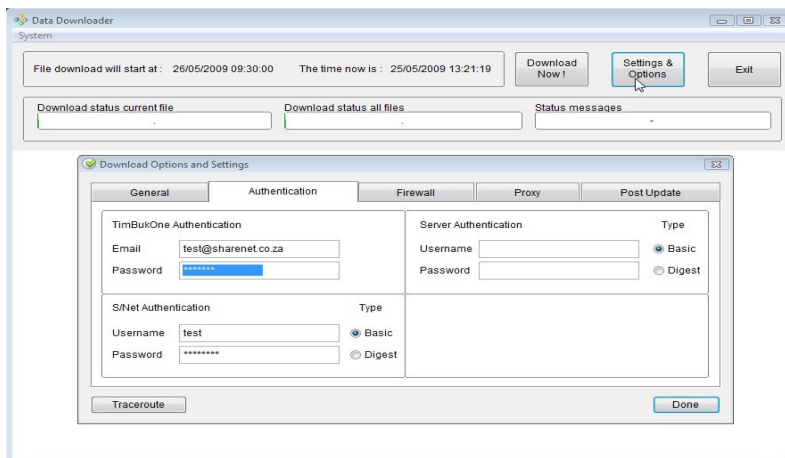 Data Downloader
System
File download will start at : 26/05/2009 09:30:00 The time now is : 25/05/2009 13:21:19
Download Now !
Settings & Options
Exit
Download status current file
.
Download status all files
.
Status messages
-
Download Options and Settings
General Authentication Firewall Proxy Post Update
TimBukOne Authentication
Email test@sharenet.co.za
Password *******
Server Authentication Type
Username Basic
Password Digest
S/Net Authentication Type
Username test Basic
Password ******** Digest
Traceroute Done